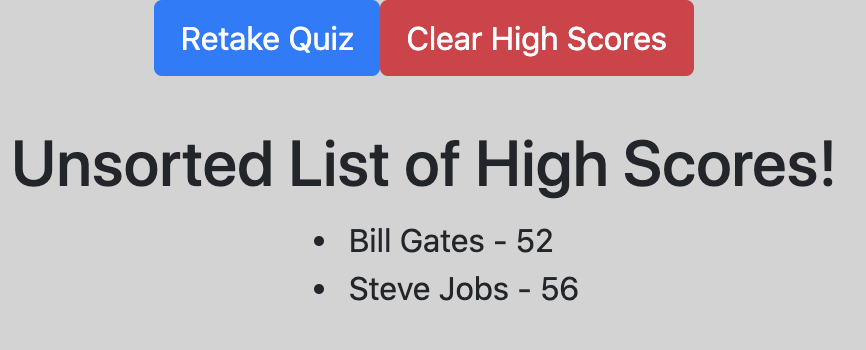 Retake Quiz Clear High Scores
Unsorted List of High Scores!
• Bill Gates - 52
• Steve Jobs - 56